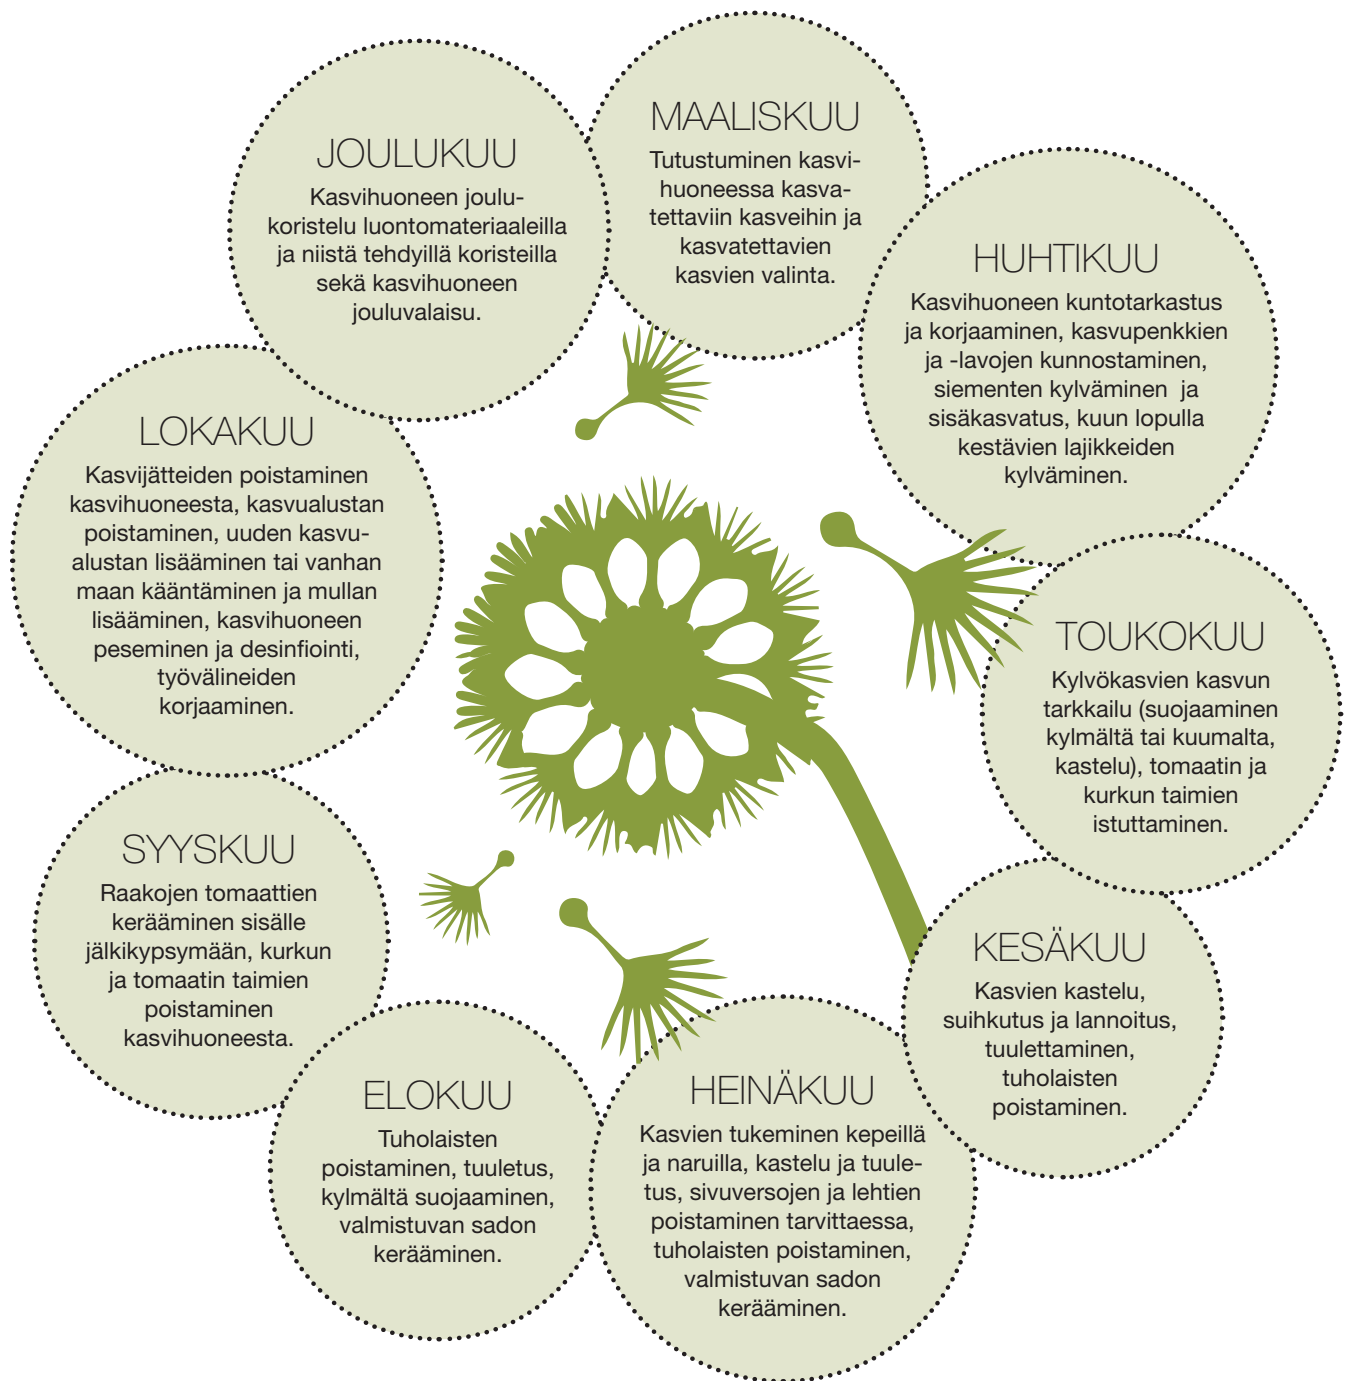 MAALISKUU
Tutustuminen kasvi-
huoneessa kasva-
tettaviin kasveihin ja
kasvatettavien
kasvien valinta.
HUHTIKUU
Kasvihuoneen kuntotarkastus
ja korjaaminen, kasvupenkkien
ja -lavojen kunnostaminen,
siementen kylväminen ja
sisäkasvatus, kuun lopulla
kestävien lajikkeiden
kylväminen.
TOUKOKUU
Kylvökasvien kasvun
tarkkailu (suojaaminen
kylmältä tai kuumalta,
kastelu), tomaatin ja
kurkun taimien
istuttaminen.
KESÄKUU
Kasvien kastelu,
suihkutus ja lannoitus,
tuulettaminen,
tuholaisten
poistaminen.
HEINÄKUU
Kasvien tukeminen kepeillä
ja naruilla, kastelu ja tuule-
tus, sivuversojen ja lehtien
poistaminen tarvittaessa,
tuholaisten poistaminen,
valmistuvan sadon
kerääminen.
ELOKUU
Tuholaisten
poistaminen, tuuletus,
kylmältä suojaaminen,
valmistuvan sadon
kerääminen.
SYYSKUU
Raakojen tomaattien
kerääminen sisälle
jälkikypsymään, kurkun
ja tomaatin taimien
poistaminen
kasvihuoneesta.
LOKAKUU
Kasvijätteiden poistaminen
kasvihuoneesta, kasvualustan
poistaminen, uuden kasvu-
alustan lisääminen tai vanhan
maan kääntäminen ja mullan
lisääminen, kasvihuoneen
peseminen ja desinfiointi,
työvälineiden
korjaaminen.
JOULUKUU
Kasvihuoneen joulu-
koristelu luontomateriaaleilla
ja niistä tehdyillä koristeilla
sekä kasvihuoneen
jouluvalaisu.